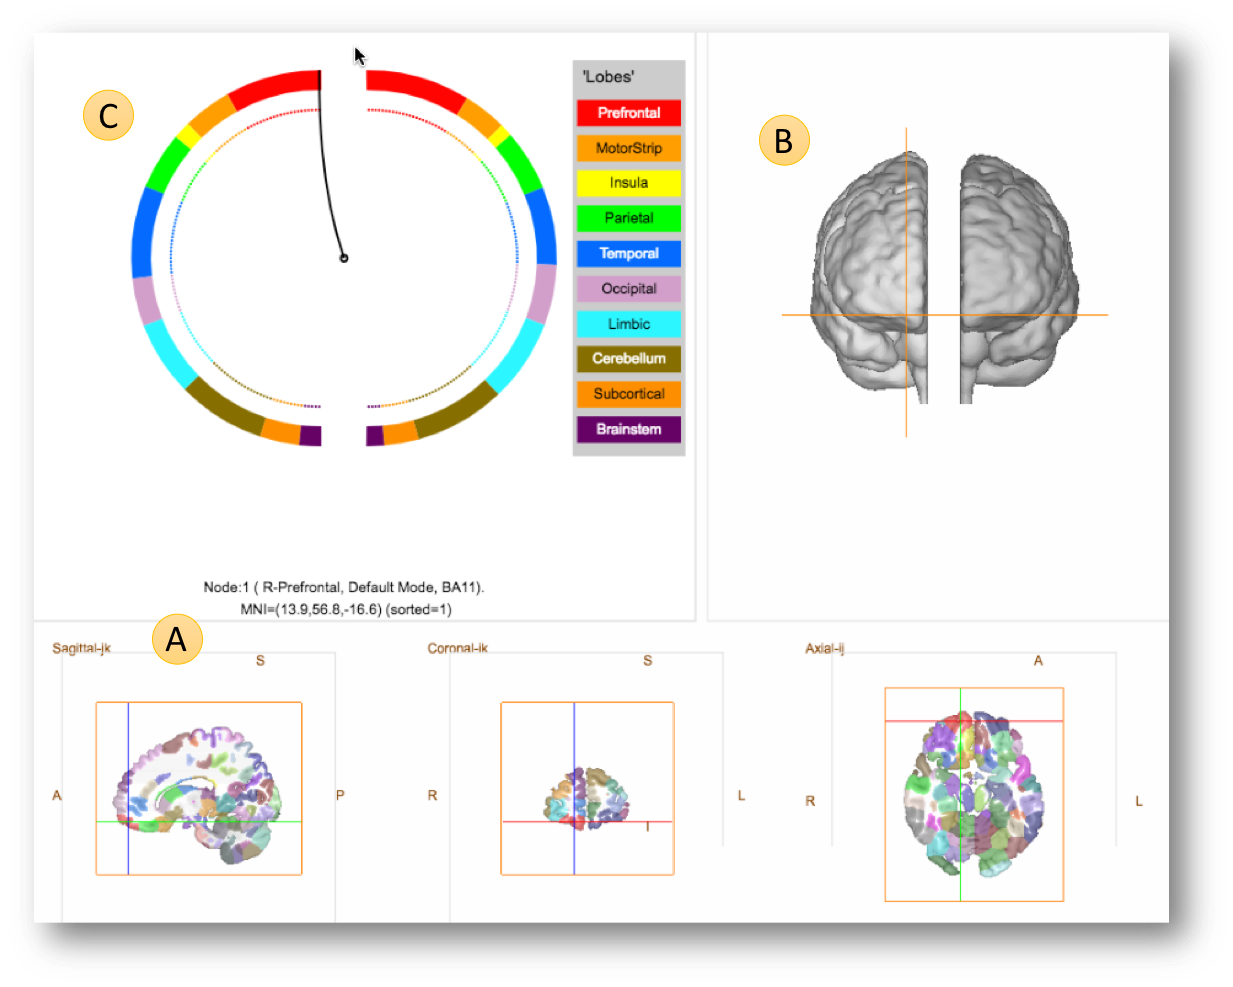 C
'Lobes'
Prefrontal
MotorStrip
Insula
Parietal
Temporal
Occipital
Limbic
Cerebellum
Subcortical
Brainstem
B
Node:1 ( R-Prefrontal, Default Mode, BA11).
MNI=(13.9,56.8,-16.6) (sorted=1)
A
Sagittal-jk
S
A
P
Coronal-ik
S
R
L
I
Axial-ij
A
R
L